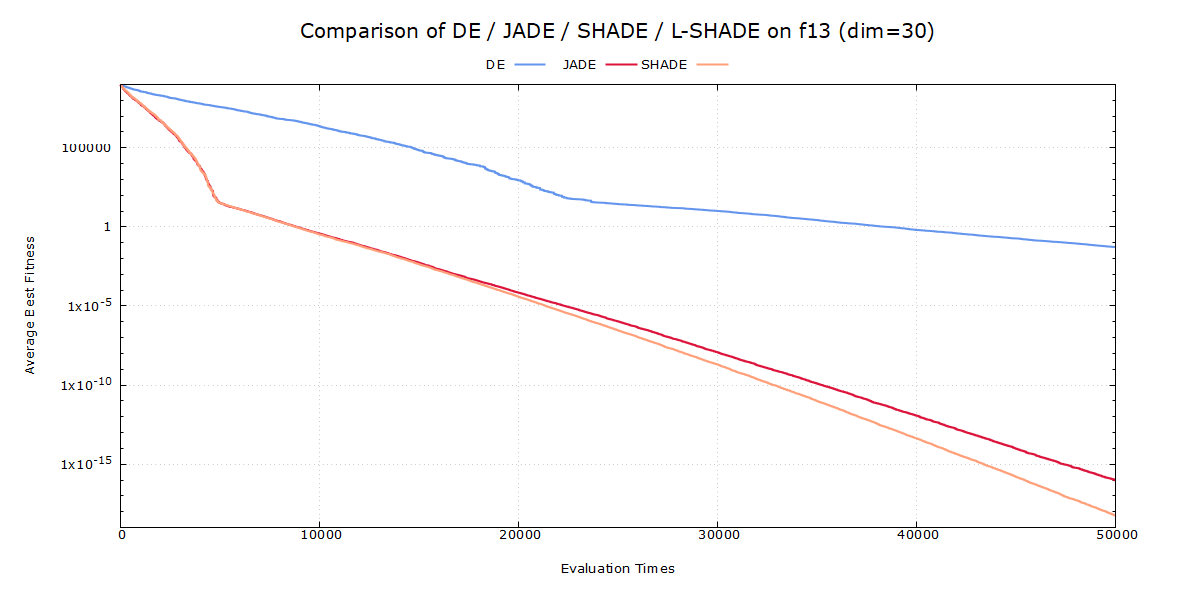 Comparison of DE / JADE / SHADE / L-SHADE on f13 (dim=30)
DE JADE SHADE
100000
1
1x10-5
1x10-10
1x10-15
Average Best Fitness
0 10000 20000 30000 40000 50000
Evaluation Times